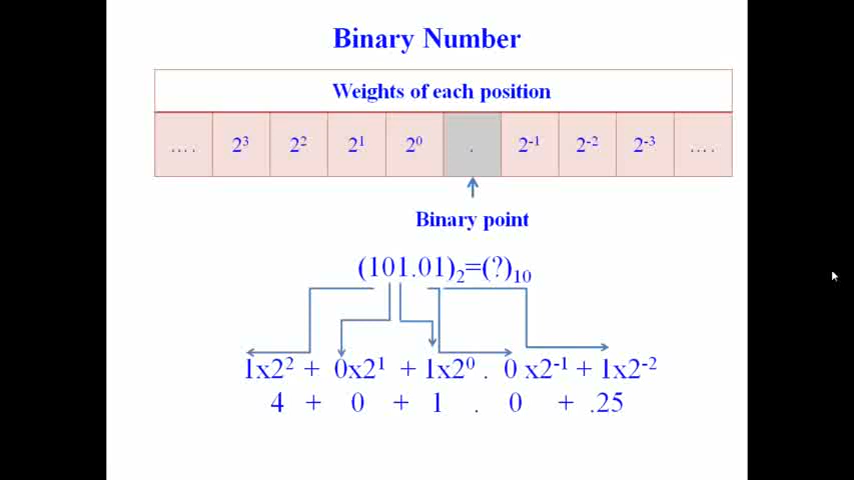 Binary Number
Weights of each position
.... 2³ 2² 2¹ 2⁰ . 2⁻¹ 2⁻² 2⁻³ ....
Binary point
(101.01)₂=(?)₁₀
1x2² + 0x2¹ + 1x2⁰ . 0 x2⁻¹ + 1x2⁻²
4 + 0 + 1 . 0 + .25